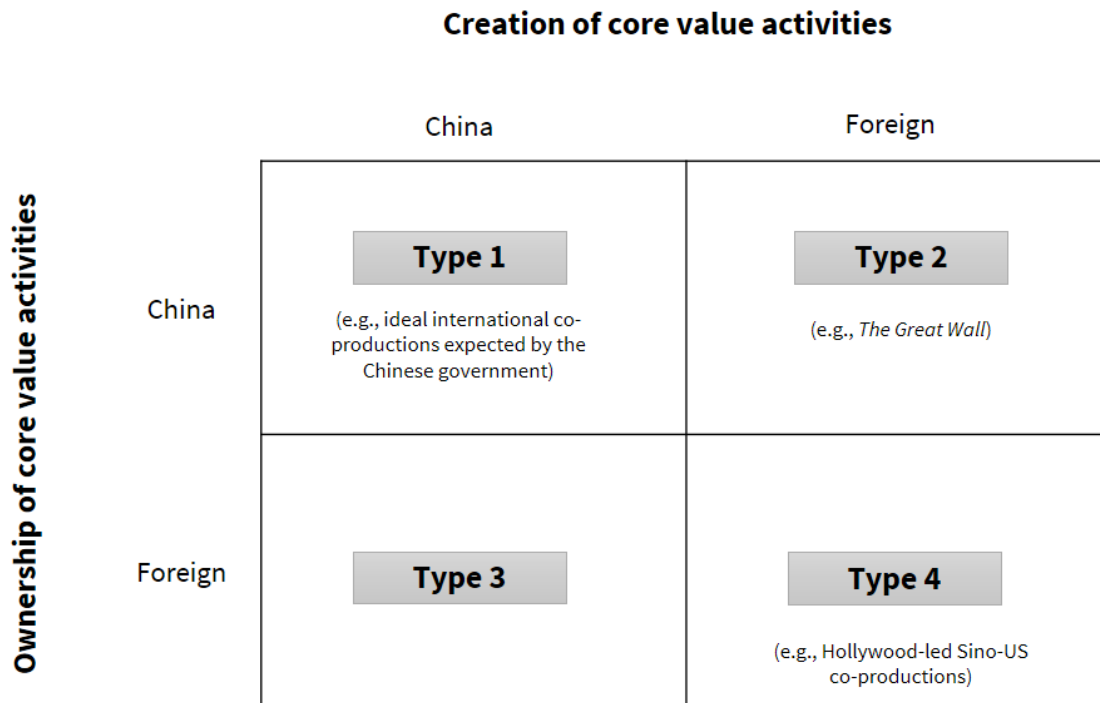 Creation of core value activities
China
Foreign
Ownership of core value activities
China
Type 1
(e.g., ideal international co-
productions expected by the
Chinese government)
Type 2
(e.g., The Great Wall)
Foreign
Type 3
Type 4
(e.g., Hollywood-led Sino-US
co-productions)